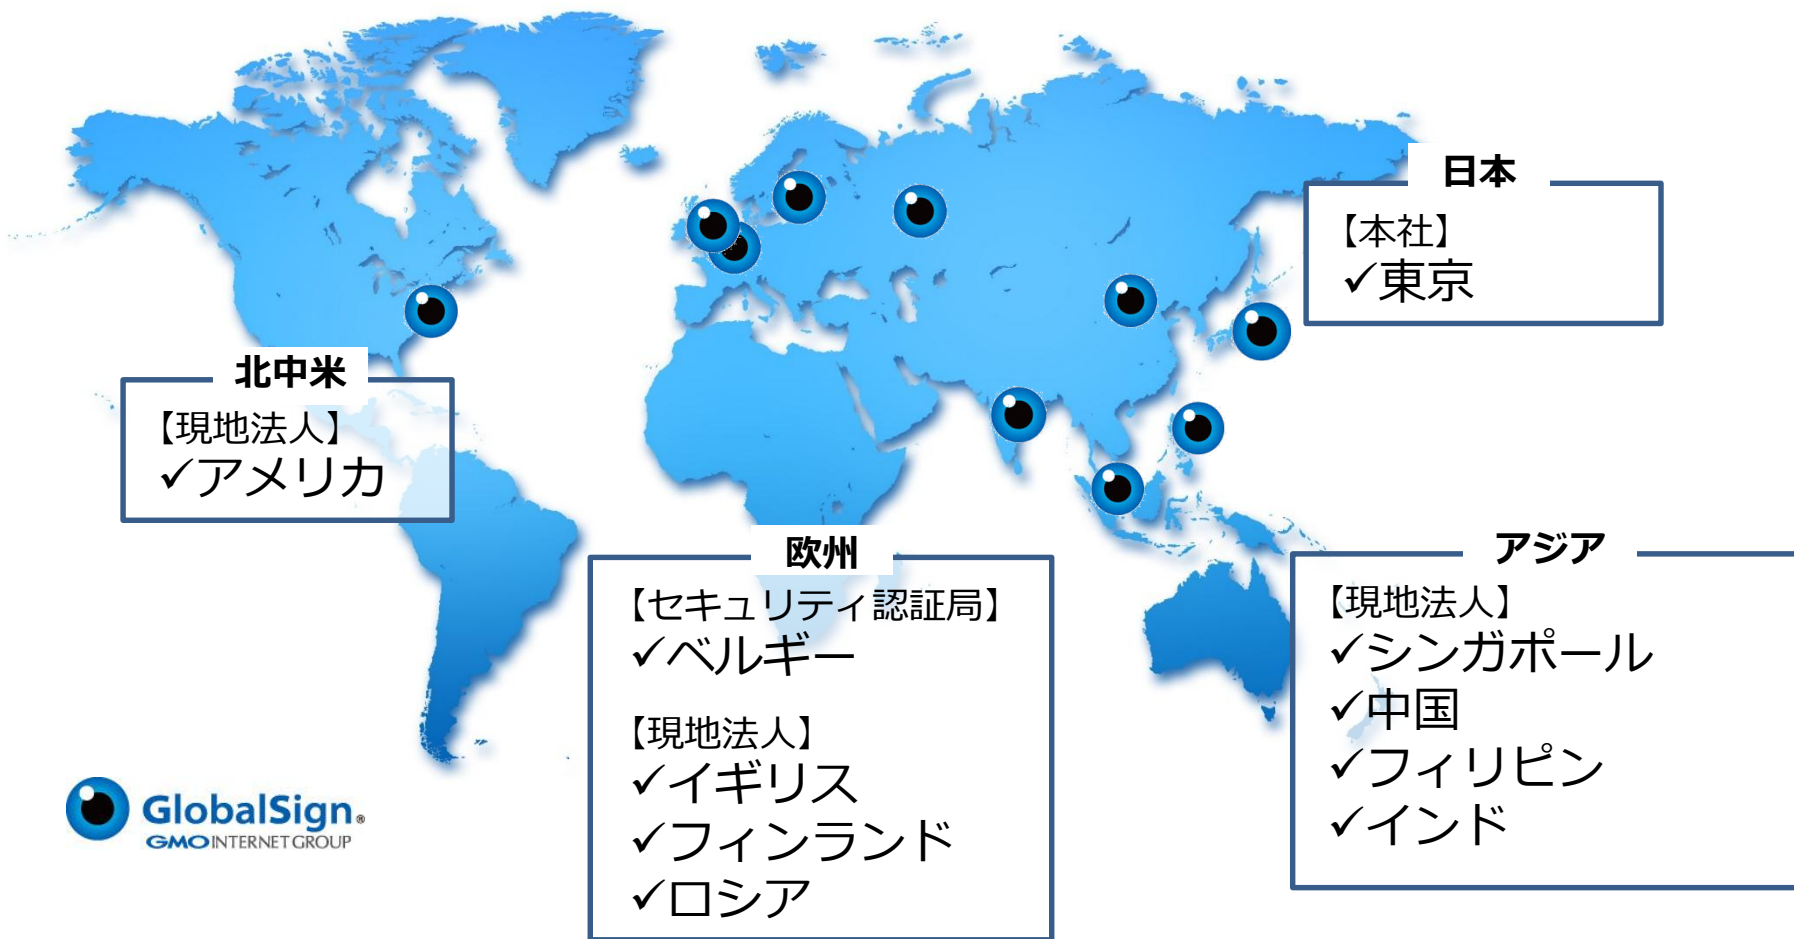 日本
【本社】
✓東京
北中米
【現地法人】
✓アメリカ
欧州
【セキュリティ認証局】
✓ベルギー
【現地法人】
✓イギリス
✓フィンランド
✓ロシア
アジア
【現地法人】
✓シンガポール
✓中国
✓フィリピン
✓インド
GlobalSign®
GMO INTERNET GROUP